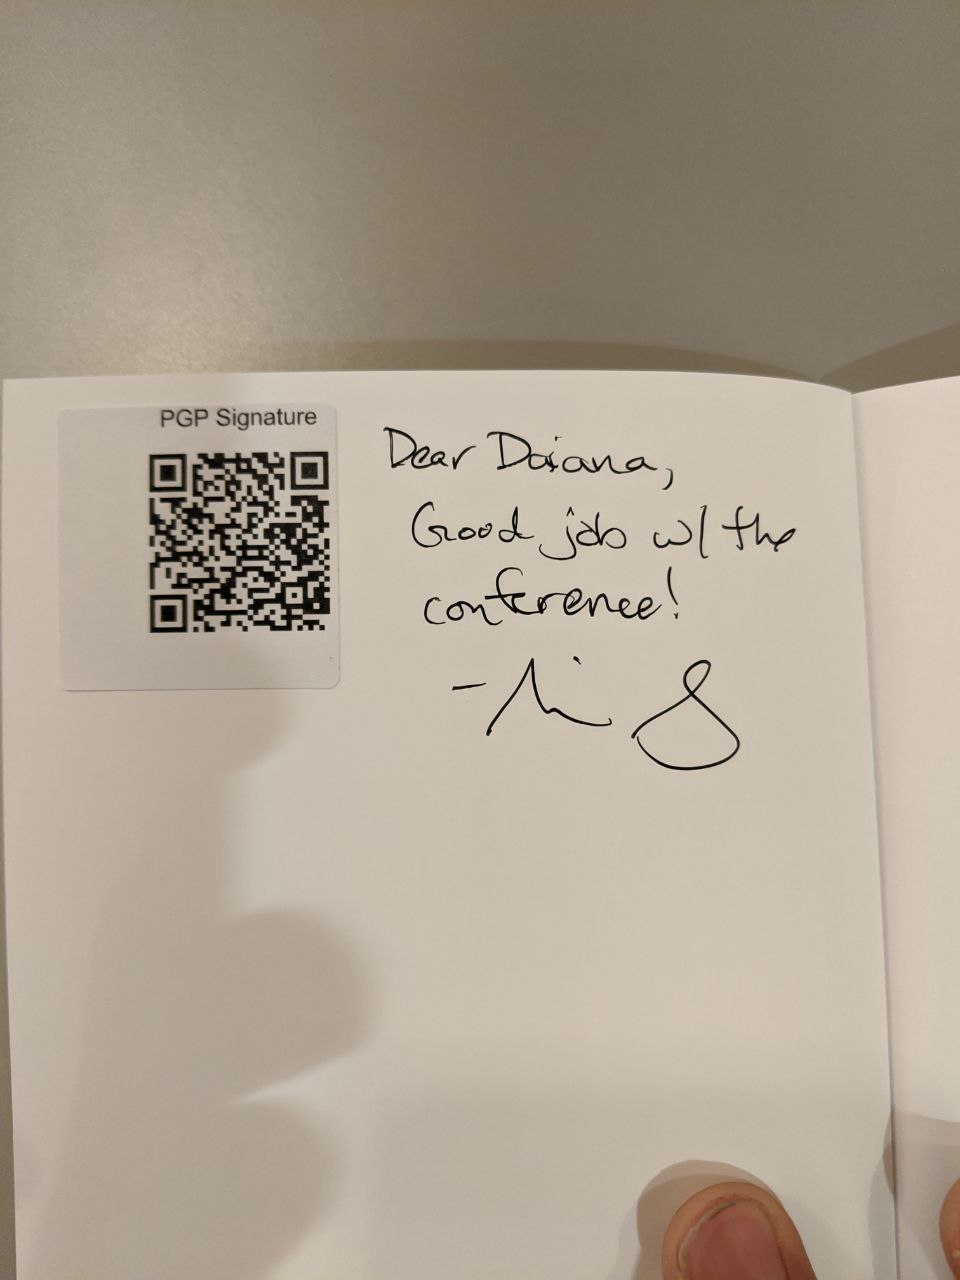 PGP Signature
Dear Daiana,
Good job w/ the
conference!